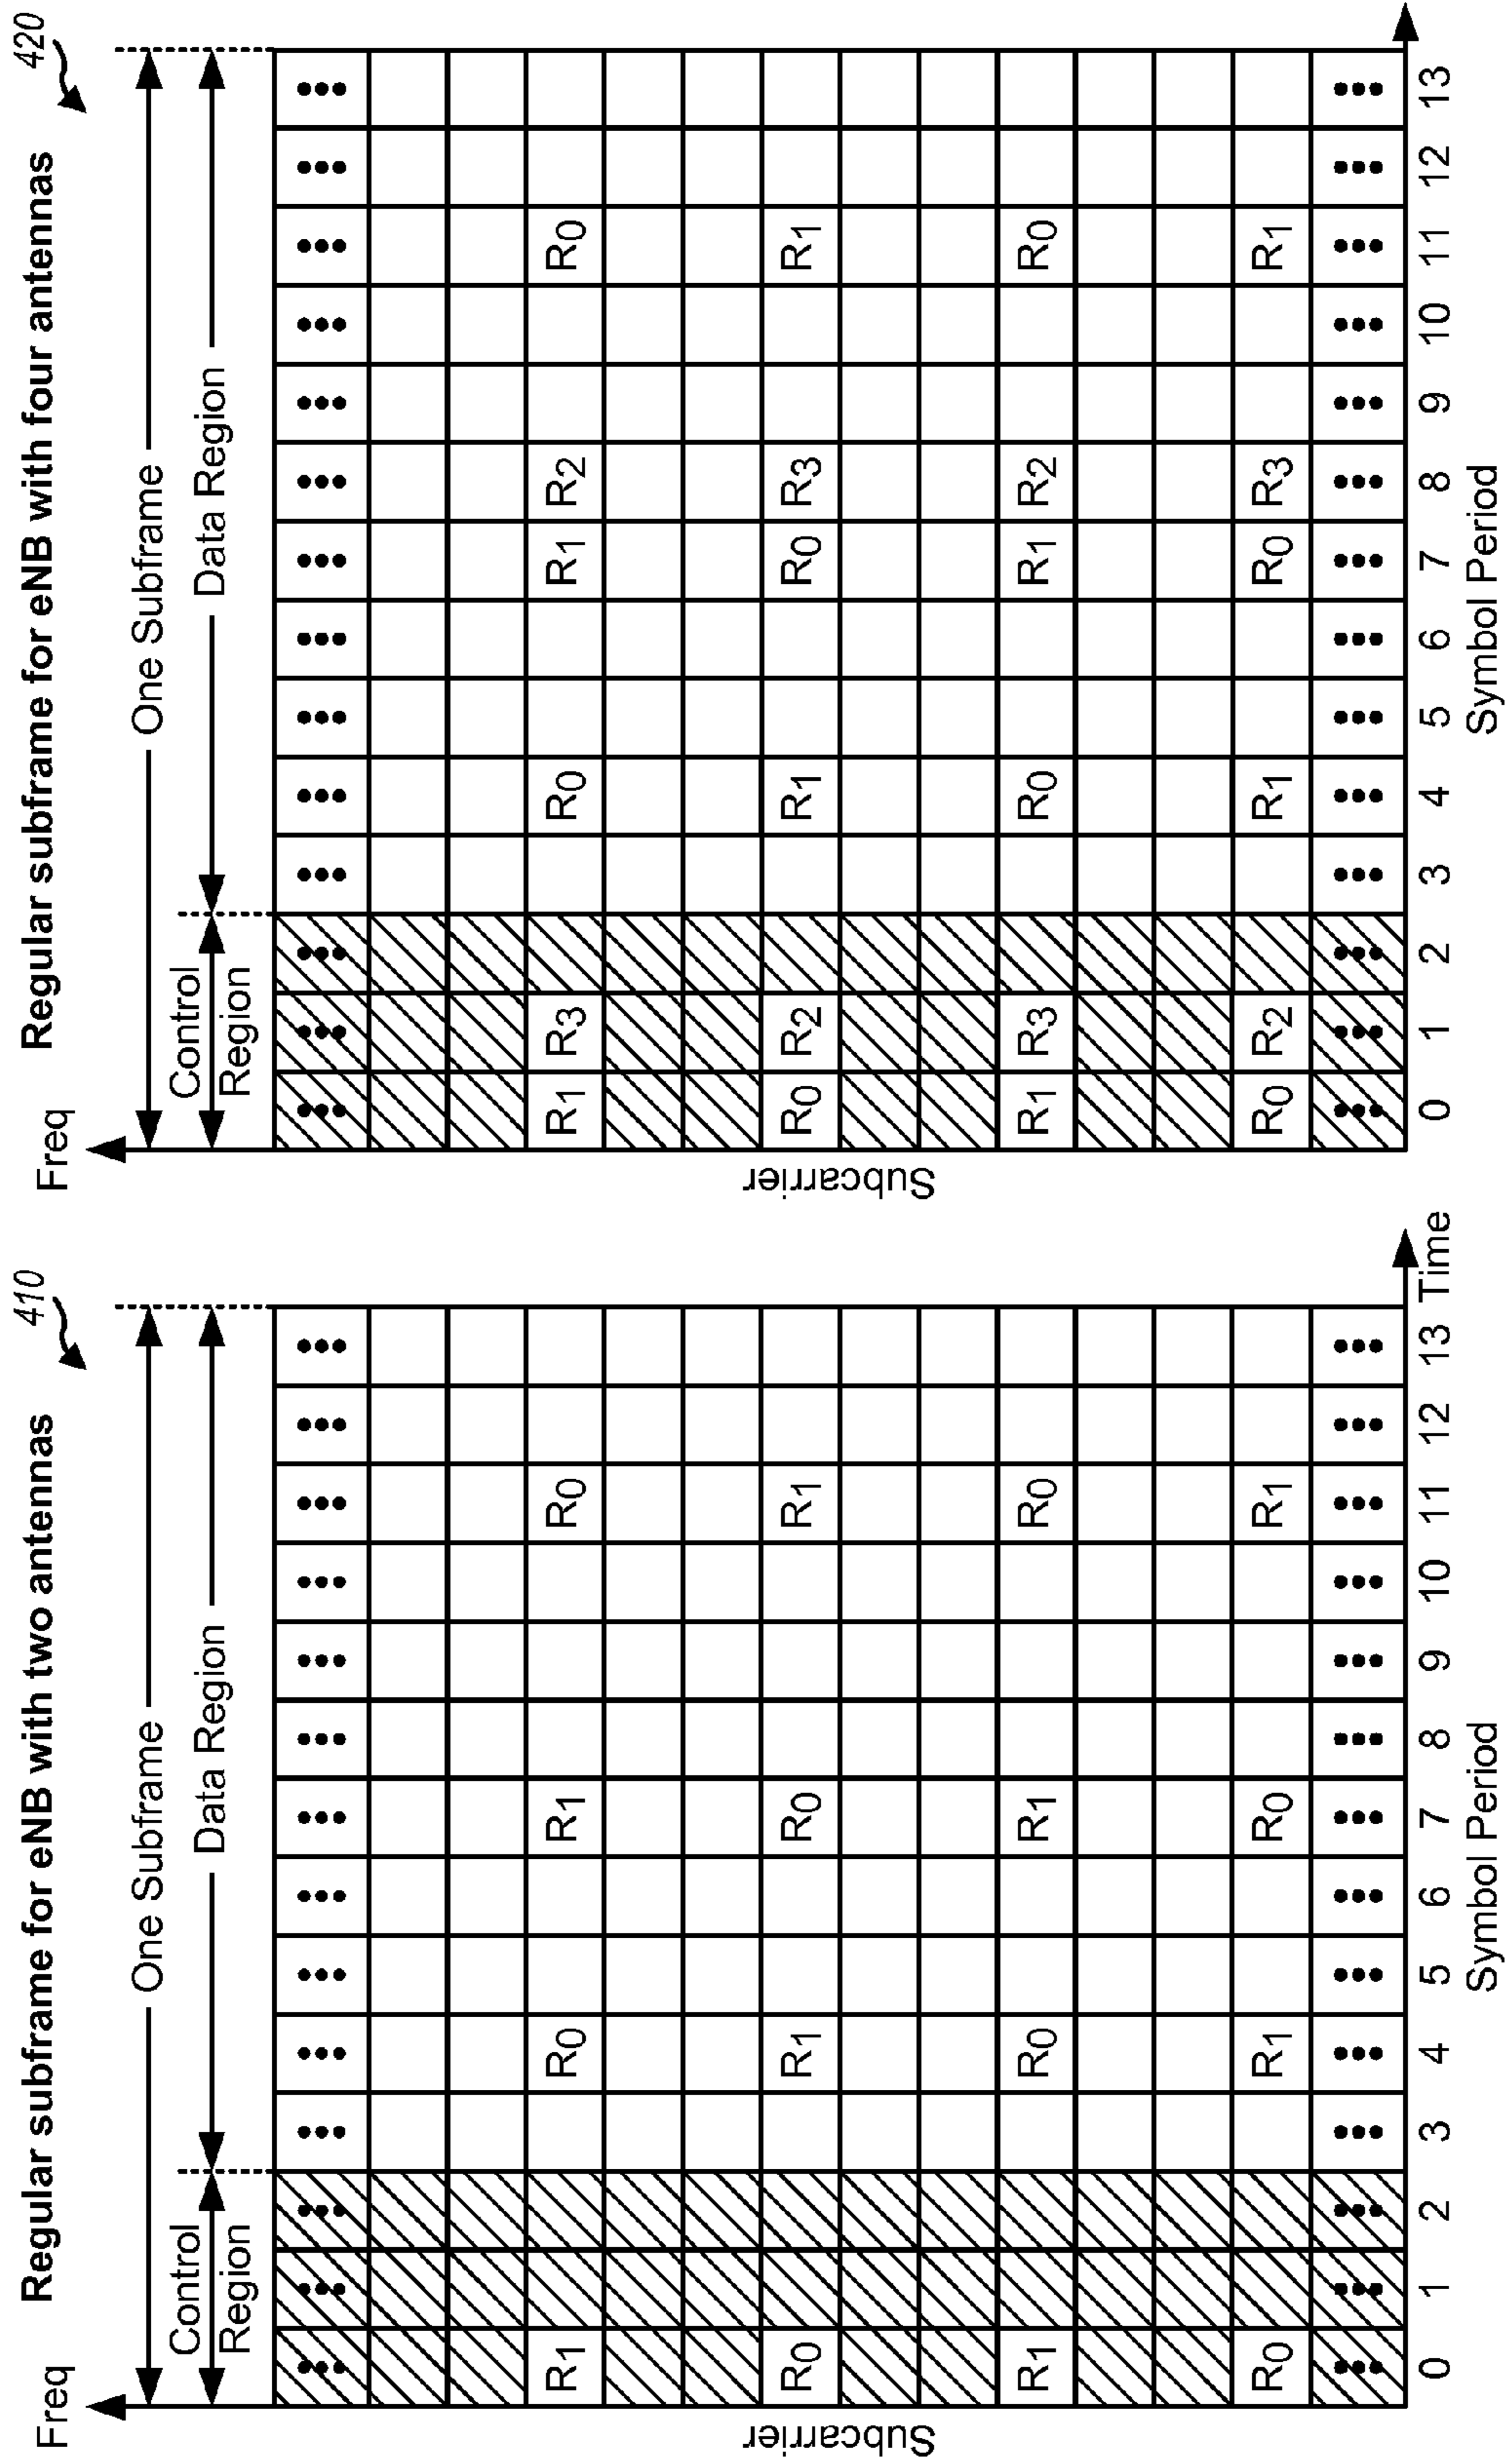 410
Regular subframe for eNB with two antennas
Freq
One Subframe
Control
Region
Data Region
Subcarrier
R1 R0 R1 R0
R0 R1 R0 R1
R1 R0 R1 R0
R0 R1 R0 R1
0 1 2 3 4 5 6 7 8 9 10 11 12 13 Time
Symbol Period
420
Regular subframe for eNB with four antennas
Freq
One Subframe
Control
Region
Data Region
Subcarrier
R1 R3 R0 R1 R2 R0
R0 R2 R1 R0 R3 R1
R1 R3 R0 R1 R2 R0
R0 R2 R1 R0 R3 R1
0 1 2 3 4 5 6 7 8 9 10 11 12 13
Symbol Period